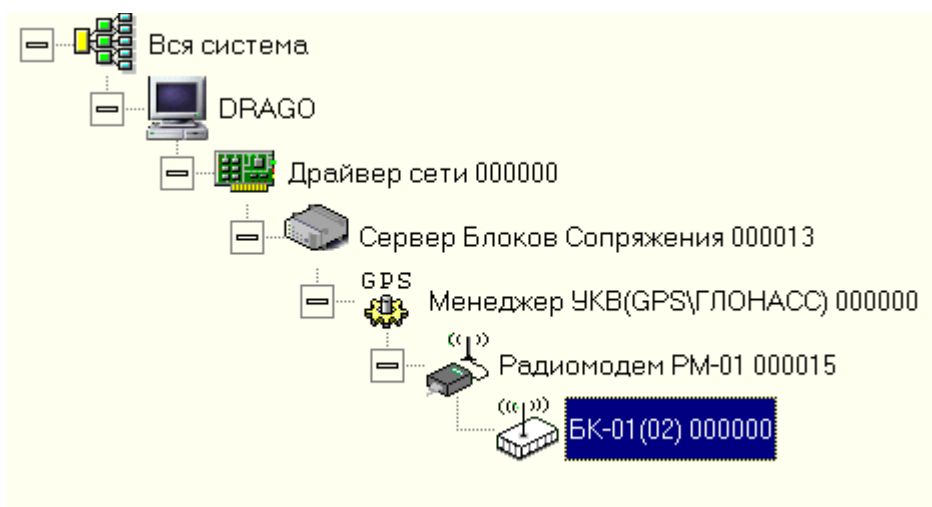 Вся система
DRAGO
Драйвер сети 000000
Сервер Блоков Сопряжения 000013
GPS
Менеджер УКВ(GPS\ГЛОНАСС) 000000
Радиомодем РМ-01 000015
БК-01(02) 000000